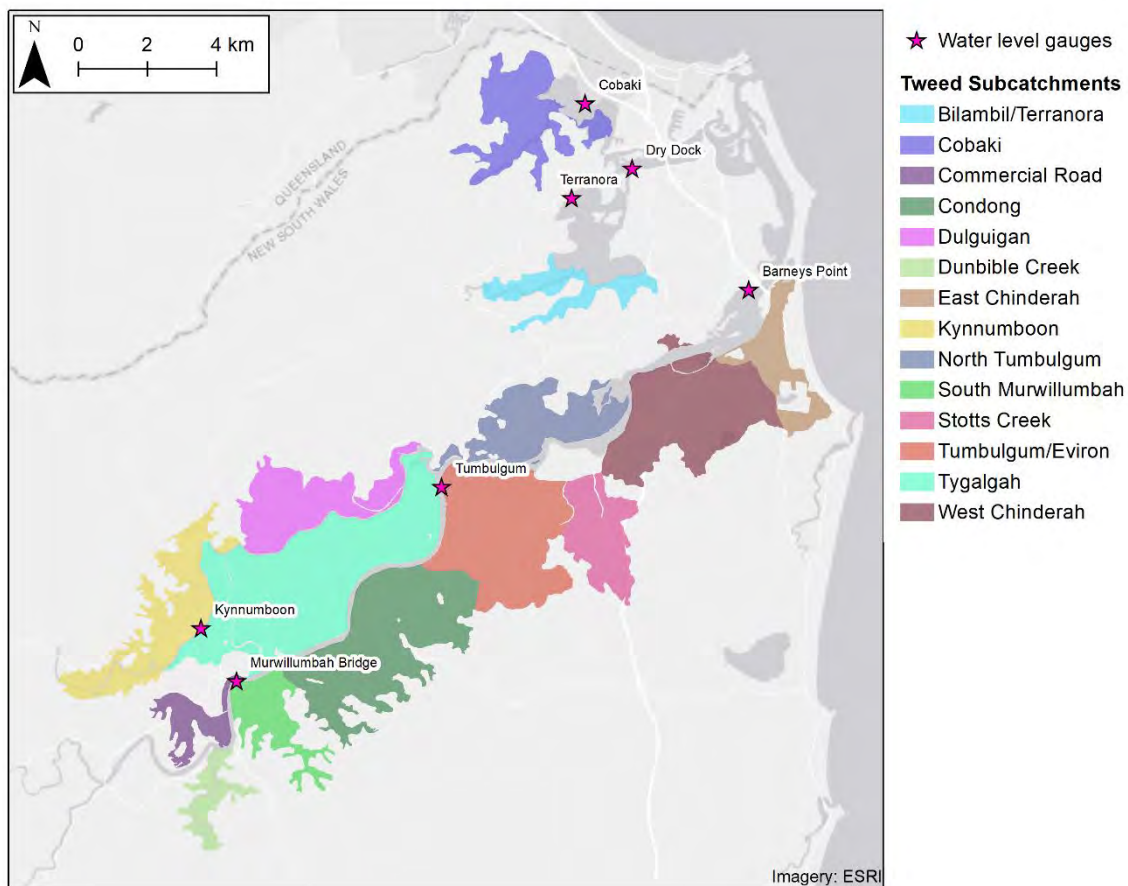 N
0 2 4 km
Water level gauges
Tweed Subcatchments
Bilambil/Terranora
Cobaki
Commercial Road
Condong
Dulguigan
Dunbible Creek
East Chinderah
Kynnumboon
North Tumbulgum
South Murwillumbah
Stotts Creek
Tumbulgum/Eviron
Tygalgah
West Chinderah
Cobaki
Dry Dock
Terranora
QUEENSLAND
NEW SOUTH WALES
Barneys Point
Tumbulgum
Kynnumboon
Murwillumbah Bridge
Imagery: ESRI